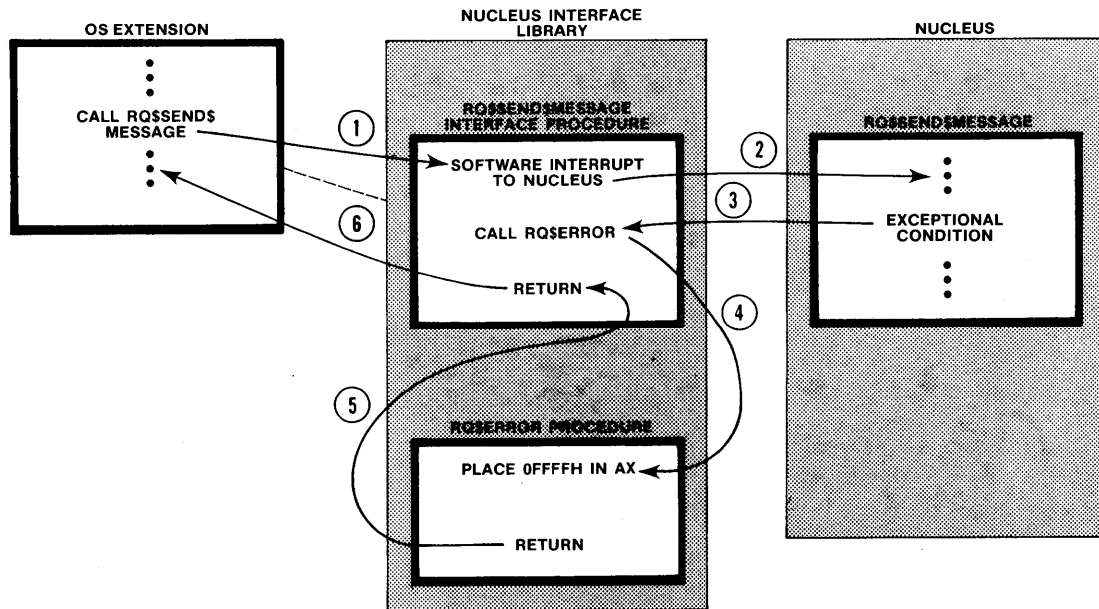 OS EXTENSION
CALL RQ$SEND$
MESSAGE
NUCLEUS INTERFACE
LIBRARY
RQ$SEND$MESSAGE
INTERFACE PROCEDURE
SOFTWARE INTERRUPT
TO NUCLEUS
CALL RQ$ERROR
RETURN
RQ$ERROR PROCEDURE
PLACE 0FFFFH IN AX
RETURN
NUCLEUS
RQ$SEND$MESSAGE
EXCEPTIONAL
CONDITION
1
2
3
4
5
6